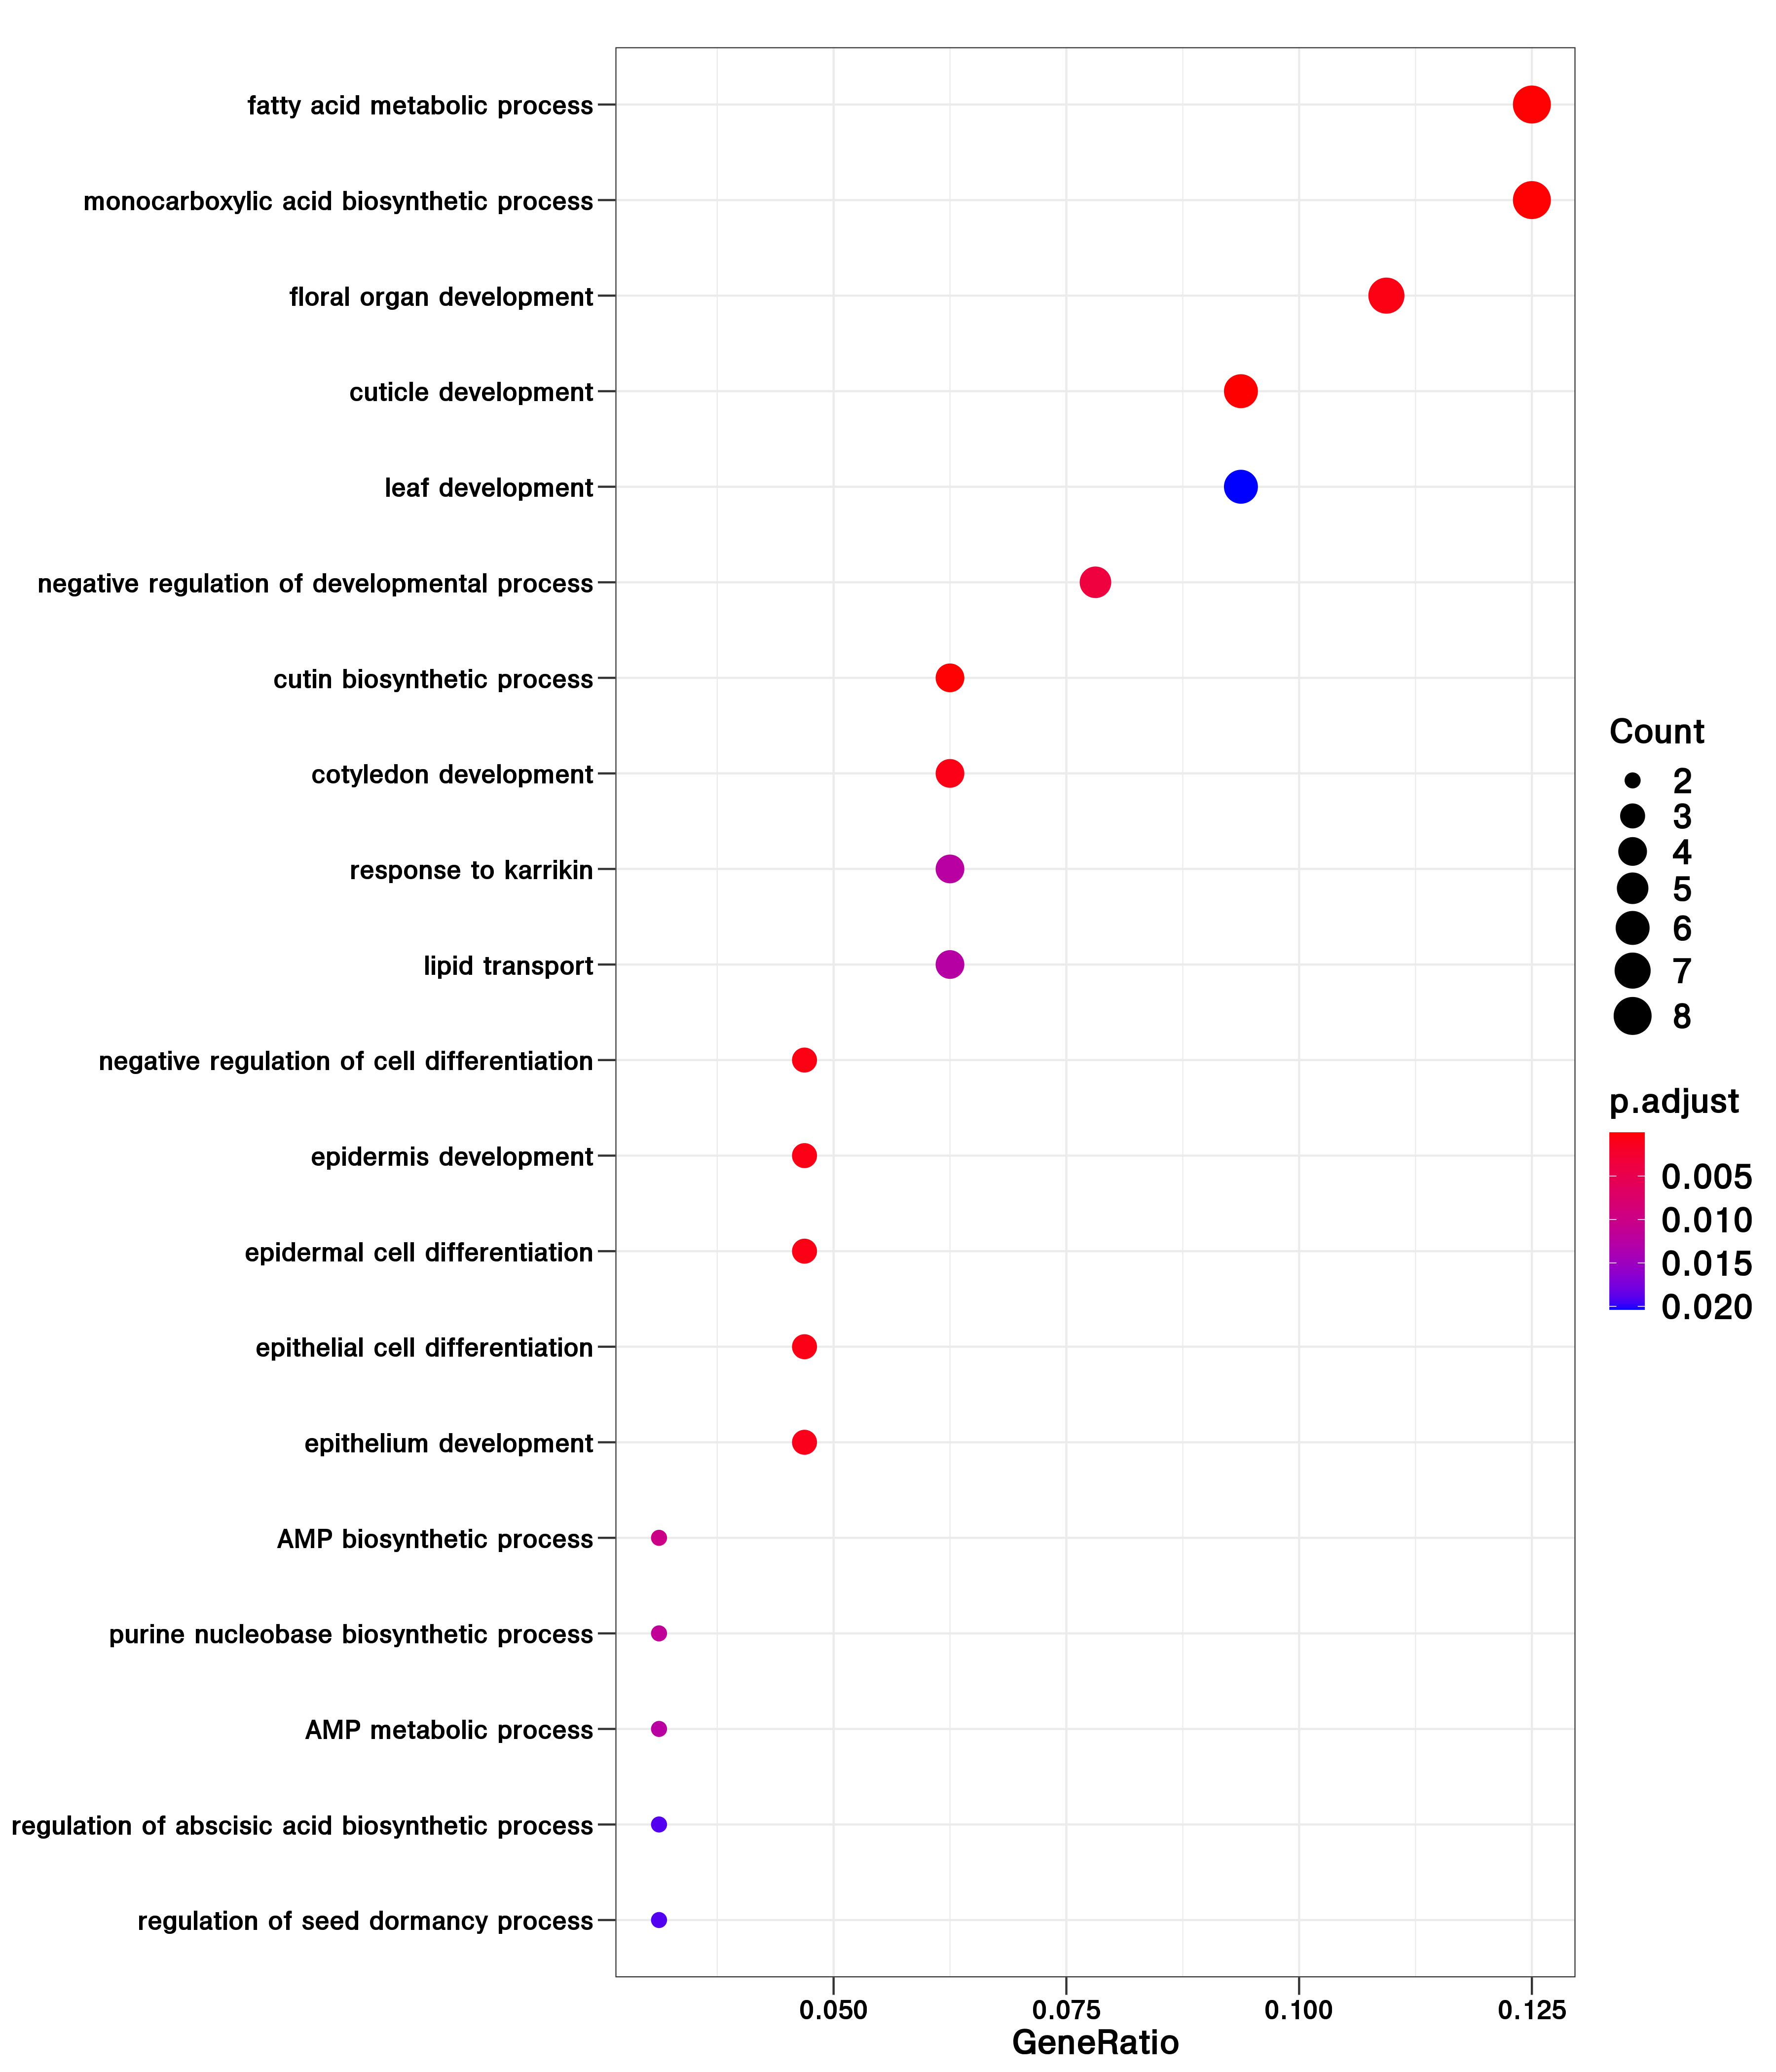 fatty acid metabolic process
monocarboxylic acid biosynthetic process
floral organ development
cuticle development
leaf development
negative regulation of developmental process
cutin biosynthetic process
cotyledon development
response to karrikin
lipid transport
negative regulation of cell differentiation
epidermis development
epidermal cell differentiation
epithelial cell differentiation
epithelium development
AMP biosynthetic process
purine nucleobase biosynthetic process
AMP metabolic process
regulation of abscisic acid biosynthetic process
regulation of seed dormancy process
0.050 0.075 0.100 0.125
GeneRatio
Count
2
3
4
5
6
7
8
p.adjust
0.005
0.010
0.015
0.020